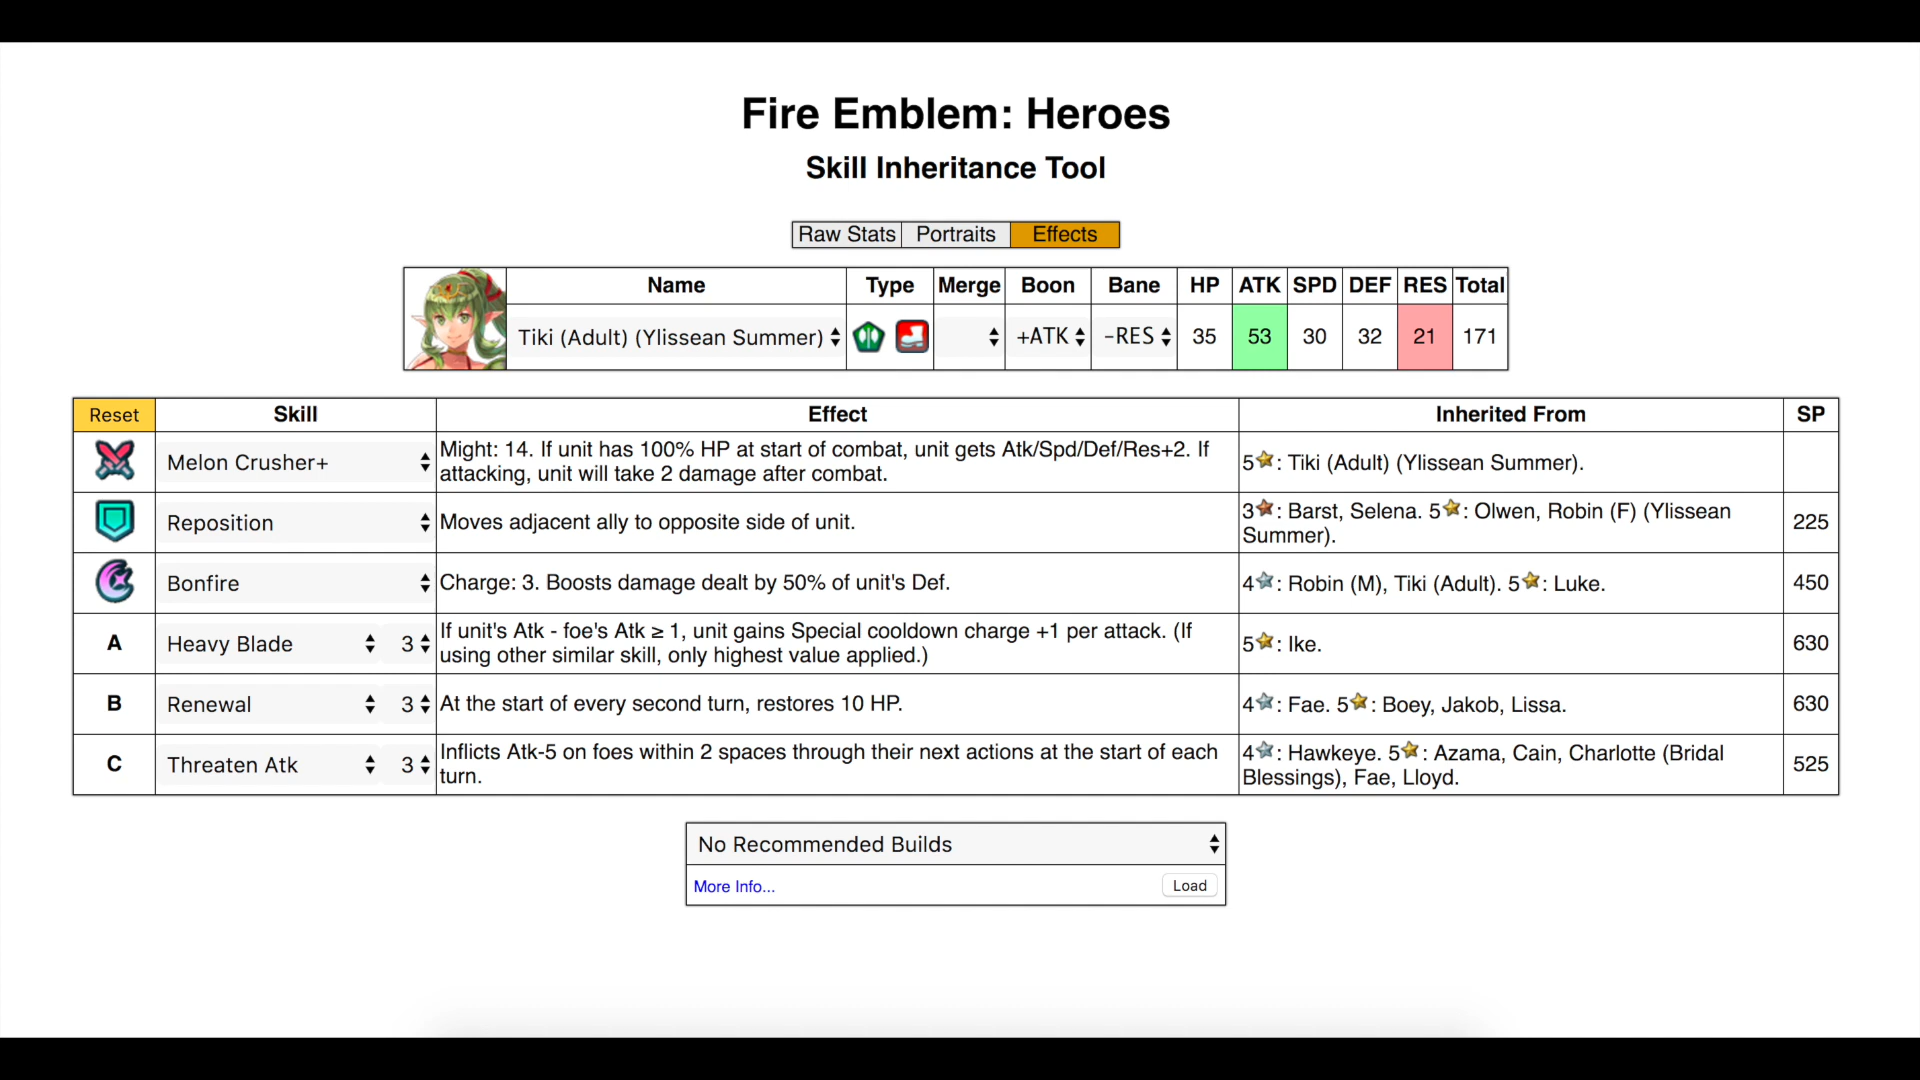 Fire Emblem: Heroes
Skill Inheritance Tool
Raw Stats Portraits Effects
Name Type Merge Boon Bane HP ATK SPD DEF RES Total
Tiki (Adult) (Ylissean Summer) +ATK -RES 35 53 30 32 21 171
Reset Skill Effect Inherited From SP
Melon Crusher+ Might: 14. If unit has 100% HP at start of combat, unit gets Atk/Spd/Def/Res+2. If
attacking, unit will take 2 damage after combat. 5: Tiki (Adult) (Ylissean Summer).
Reposition Moves adjacent ally to opposite side of unit. 3: Barst, Selena. 5: Olwen, Robin (F) (Ylissean
Summer). 225
Bonfire Charge: 3. Boosts damage dealt by 50% of unit's Def. 4: Robin (M), Tiki (Adult). 5: Luke. 450
A Heavy Blade 3 If unit's Atk - foe's Atk ≥ 1, unit gains Special cooldown charge +1 per attack. (If
using other similar skill, only highest value applied.) 5: Ike. 630
B Renewal 3 At the start of every second turn, restores 10 HP. 4: Fae. 5: Boey, Jakob, Lissa. 630
C Threaten Atk 3 Inflicts Atk-5 on foes within 2 spaces through their next actions at the start of each
turn. 4: Hawkeye. 5: Azama, Cain, Charlotte (Bridal
Blessings), Fae, Lloyd. 525
No Recommended Builds
More Info... Load